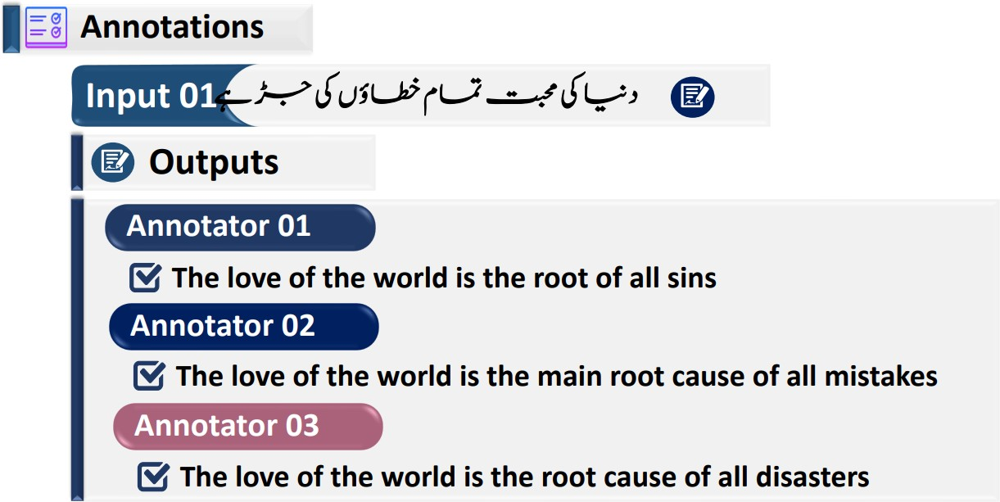 Annotations
Input 01
دنیا کی محبت تمام خطاؤں کی جڑ ہے
Outputs
Annotator 01
The love of the world is the root of all sins
Annotator 02
The love of the world is the main root cause of all mistakes
Annotator 03
The love of the world is the root cause of all disasters